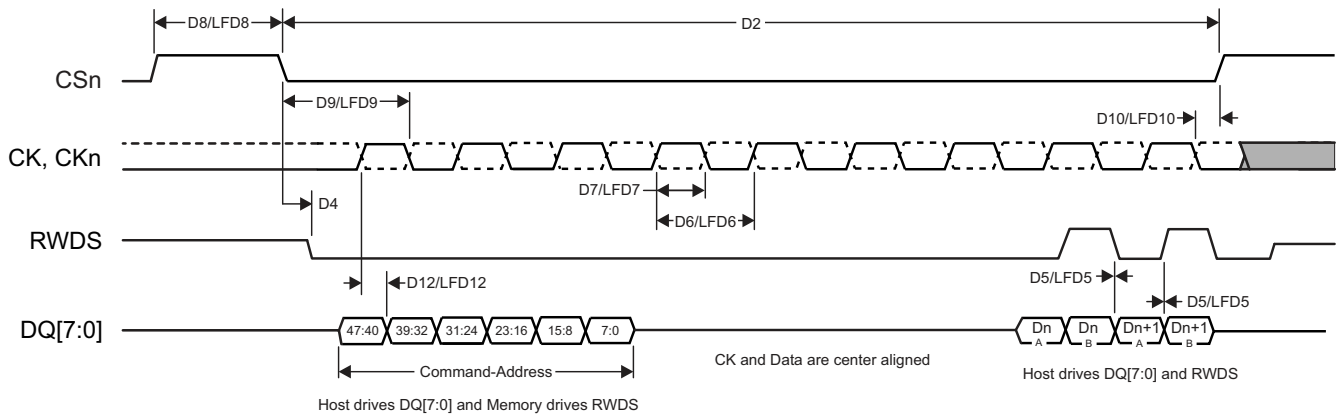 D8/LFD8
D2
CSn
D9/LFD9
D10/LFD10
CK, CKn
D7/LFD7
D4
D6/LFD6
RWDS
D12/LFD12
D5/LFD5
D5/LFD5
DQ[7:0]
47:40 39:32 31:24 23:16 15:8 7:0
Dn A Dn B Dn+1 A Dn+1 B
Command-Address
CK and Data are center aligned
Host drives DQ[7:0] and RWDS
Host drives DQ[7:0] and Memory drives RWDS